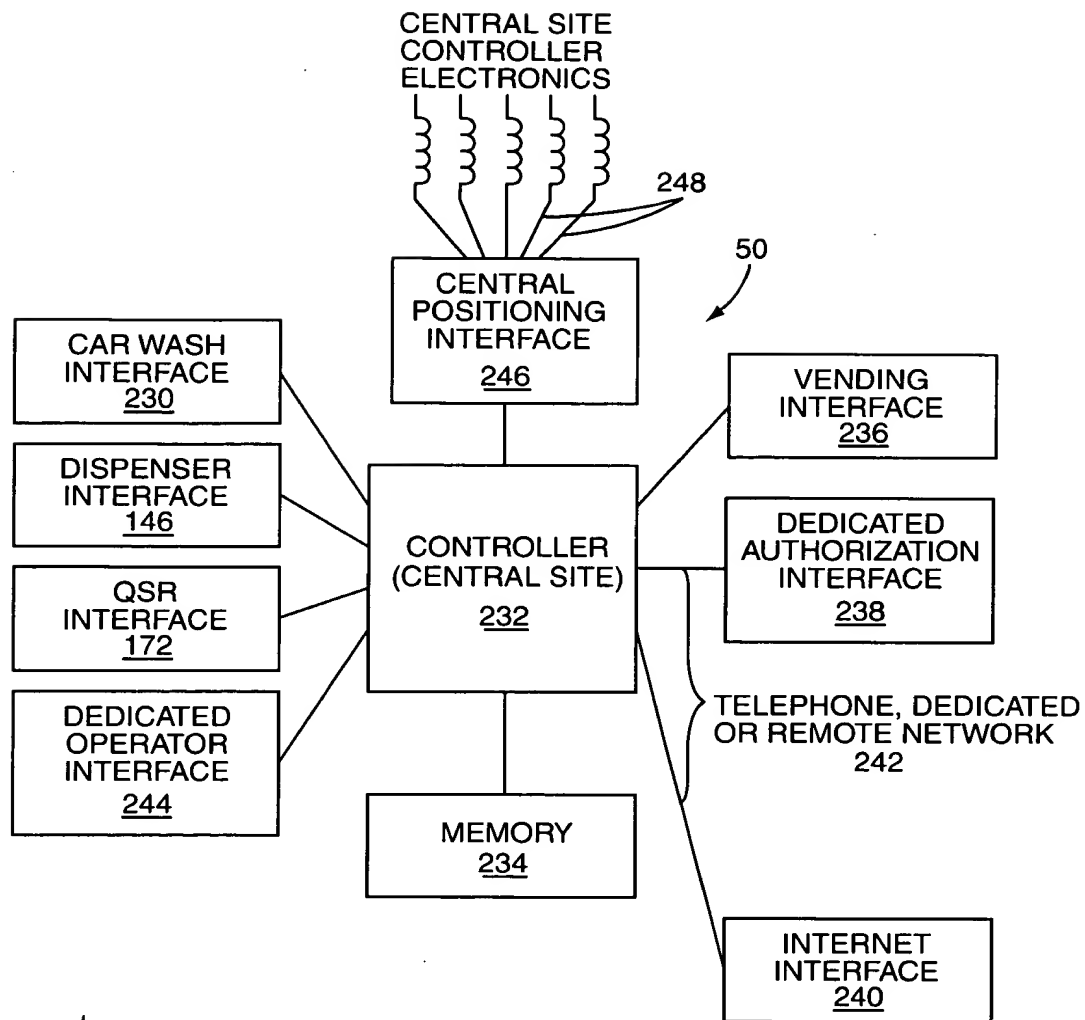 CENTRAL SITE
CONTROLLER
ELECTRONICS
248
50
CENTRAL
POSITIONING
INTERFACE
246
CAR WASH
INTERFACE
230
VENDING
INTERFACE
236
DISPENSER
INTERFACE
146
CONTROLLER
(CENTRAL SITE)
232
DEDICATED
AUTHORIZATION
INTERFACE
238
QSR
INTERFACE
172
DEDICATED
OPERATOR
INTERFACE
244
TELEPHONE, DEDICATED
OR REMOTE NETWORK
242
MEMORY
234
INTERNET
INTERFACE
240